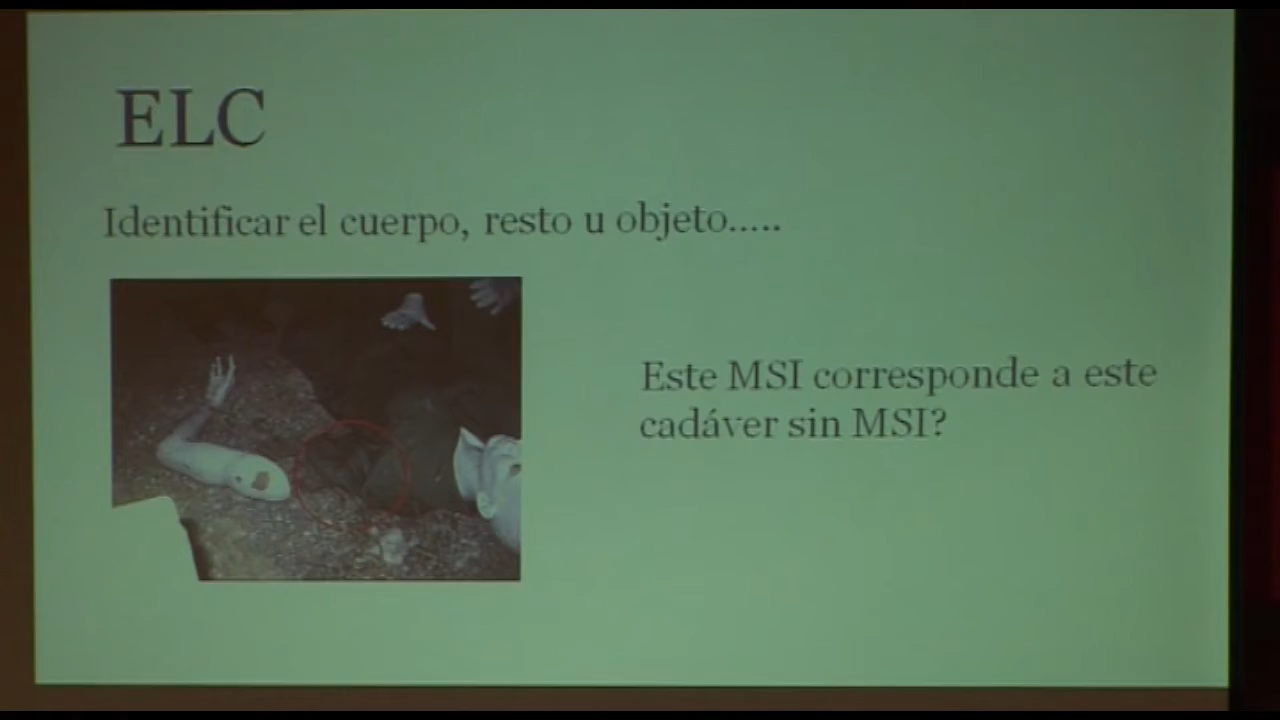 ELC
Identificar el cuerpo, resto u objeto.....
Este MSI corresponde a este
cadáver sin MSI?